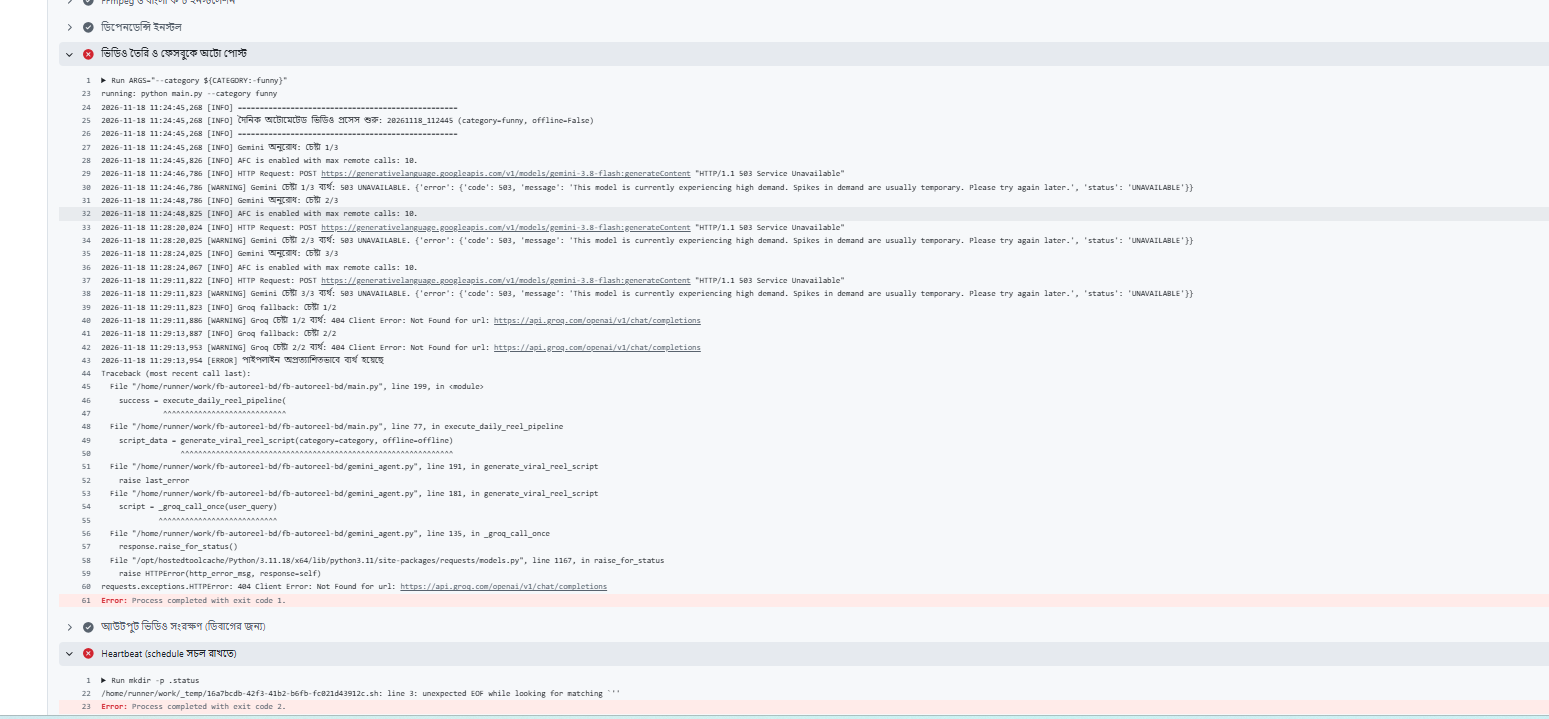 FFmpeg ও বাংলা ফন্ট ইনস্টলেশন
ডিপেনডেন্সি ইনস্টল
ভিডিও তৈরি ও ফেসবুকে অটো পোস্ট
1 ▶ Run ARGS="--category ${CATEGORY:-funny}"
23 running: python main.py --category funny
24 2026-11-18 11:24:45,268 [INFO] ==================================================
25 2026-11-18 11:24:45,268 [INFO] দৈনিক অটোমেটেড ভিডিও প্রসেস শুরু: 20261118_112445 (category=funny, offline=False)
26 2026-11-18 11:24:45,268 [INFO] ==================================================
27 2026-11-18 11:24:45,268 [INFO] Gemini অনুরোধ: চেষ্টা 1/3
28 2026-11-18 11:24:45,826 [INFO] AFC is enabled with max remote calls: 10.
29 2026-11-18 11:24:46,786 [INFO] HTTP Request: POST https://generativelanguage.googleapis.com/v1/models/gemini-3.8-flash:generateContent "HTTP/1.1 503 Service Unavailable"
30 2026-11-18 11:24:46,786 [WARNING] Gemini চেষ্টা 1/3 ব্যর্থ: 503 UNAVAILABLE. {'error': {'code': 503, 'message': 'This model is currently experiencing high demand. Spikes in demand are usually temporary. Please try again later.', 'status': 'UNAVAILABLE'}}
31 2026-11-18 11:24:48,786 [INFO] Gemini অনুরোধ: চেষ্টা 2/3
32 2026-11-18 11:24:48,825 [INFO] AFC is enabled with max remote calls: 10.
33 2026-11-18 11:28:20,024 [INFO] HTTP Request: POST https://generativelanguage.googleapis.com/v1/models/gemini-3.8-flash:generateContent "HTTP/1.1 503 Service Unavailable"
34 2026-11-18 11:28:20,025 [WARNING] Gemini চেষ্টা 2/3 ব্যর্থ: 503 UNAVAILABLE. {'error': {'code': 503, 'message': 'This model is currently experiencing high demand. Spikes in demand are usually temporary. Please try again later.', 'status': 'UNAVAILABLE'}}
35 2026-11-18 11:28:24,025 [INFO] Gemini অনুরোধ: চেষ্টা 3/3
36 2026-11-18 11:28:24,067 [INFO] AFC is enabled with max remote calls: 10.
37 2026-11-18 11:29:11,822 [INFO] HTTP Request: POST https://generativelanguage.googleapis.com/v1/models/gemini-3.8-flash:generateContent "HTTP/1.1 503 Service Unavailable"
38 2026-11-18 11:29:11,823 [WARNING] Gemini চেষ্টা 3/3 ব্যর্থ: 503 UNAVAILABLE. {'error': {'code': 503, 'message': 'This model is currently experiencing high demand. Spikes in demand are usually temporary. Please try again later.', 'status': 'UNAVAILABLE'}}
39 2026-11-18 11:29:11,823 [INFO] Groq fallback: চেষ্টা 1/2
40 2026-11-18 11:29:11,886 [WARNING] Groq চেষ্টা 1/2 ব্যর্থ: 404 Client Error: Not Found for url: https://api.groq.com/openai/v1/chat/completions
41 2026-11-18 11:29:13,887 [INFO] Groq fallback: চেষ্টা 2/2
42 2026-11-18 11:29:13,953 [WARNING] Groq চেষ্টা 2/2 ব্যর্থ: 404 Client Error: Not Found for url: https://api.groq.com/openai/v1/chat/completions
43 2026-11-18 11:29:13,954 [ERROR] পাইপলাইন অপ্রত্যাশিতভাবে ব্যর্থ হয়েছে
44 Traceback (most recent call last):
45 File "/home/runner/work/fb-autoreel-bd/fb-autoreel-bd/main.py", line 199, in <module>
46 success = execute_daily_reel_pipeline(
47 ^^^^^^^^^^^^^^^^^^^^^^^^^^^^
48 File "/home/runner/work/fb-autoreel-bd/fb-autoreel-bd/main.py", line 77, in execute_daily_reel_pipeline
49 script_data = generate_viral_reel_script(category=category, offline=offline)
50 ^^^^^^^^^^^^^^^^^^^^^^^^^^^^^^^^^^^^^^^^^^^^^^^^^^^^^^^^^^^^^^
51 File "/home/runner/work/fb-autoreel-bd/fb-autoreel-bd/gemini_agent.py", line 191, in generate_viral_reel_script
52 raise last_error
53 File "/home/runner/work/fb-autoreel-bd/fb-autoreel-bd/gemini_agent.py", line 181, in generate_viral_reel_script
54 script = _groq_call_once(user_query)
55 ^^^^^^^^^^^^^^^^^^^^^^^^^^^
56 File "/home/runner/work/fb-autoreel-bd/fb-autoreel-bd/gemini_agent.py", line 135, in _groq_call_once
57 response.raise_for_status()
58 File "/opt/hostedtoolcache/Python/3.11.18/x64/lib/python3.11/site-packages/requests/models.py", line 1167, in raise_for_status
59 raise HTTPError(http_error_msg, response=self)
60 requests.exceptions.HTTPError: 404 Client Error: Not Found for url: https://api.groq.com/openai/v1/chat/completions
61 Error: Process completed with exit code 1.
আউটপুট ভিডিও সংরক্ষণ (ডিবাগের জন্য)
Heartbeat (schedule সচল রাখতে)
1 ▶ Run mkdir -p .status
22 /home/runner/work/_temp/16a7bcdb-42f3-41b2-b6fb-fc021d43912c.sh: line 3: unexpected EOF while looking for matching `''
23 Error: Process completed with exit code 2.